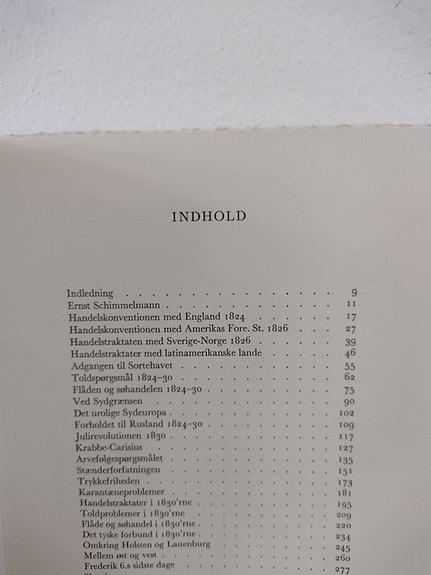 INDHOLD
Indledning . . . . . . . . . . . . . . . . 9
Ernst Schimmelmann . . . . . . . . . . . . . 11
Handelskonventionen med England 1824 . . . . . . . 17
Handelskonventionen med Amerikas Fore. St. 1826 . . . 27
Handelstraktaten med Sverige-Norge 1826 . . . . . . 39
Handelstraktater med latinamerikanske lande . . . . . 46
Adgangen til Sortehavet . . . . . . . . . . . . 55
Toldspørgsmål 1824-30 . . . . . . . . . . . . 62
Flåden og søhandelen 1824-30 . . . . . . . . . . 75
Ved Sydgrænsen . . . . . . . . . . . . . . 90
Det urolige Sydeuropa . . . . . . . . . . . . . 102
Forholdet til Rusland 1824-30 . . . . . . . . . . 109
Julirevolutionen 1830 . . . . . . . . . . . . . 117
Krabbe-Carisius . . . . . . . . . . . . . . 127
Arvefølgespørgsmålet . . . . . . . . . . . . . 135
Stænderforfatningen . . . . . . . . . . . . . 151
Trykkefriheden . . . . . . . . . . . . . . 173
Karantæneproblemer . . . . . . . . . . . . . 181
Handelstraktater i 1830'rne . . . . . . . . . . . 195
Toldproblemer i 1830'rne . . . . . . . . . . . . 209
Flåde og søhandel i 1830'rne . . . . . . . . . . . 220
Det tyske forbund i 1830'rne . . . . . . . . . . . 234
Omkring Holsten og Lauenburg . . . . . . . . . . 245
Mellem øst og vest . . . . . . . . . . . . . 260
Frederik 6.s sidste dage . . . . . . . . . . . . 277